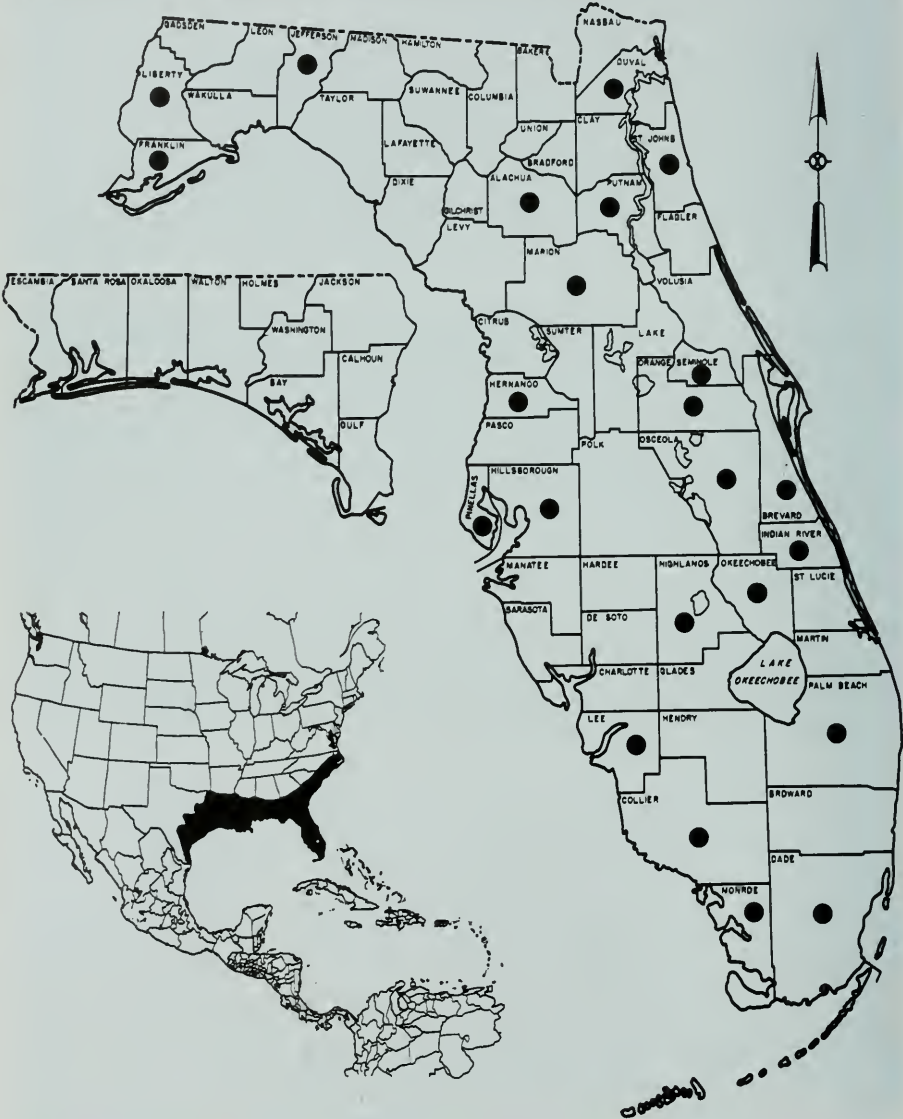 GADSDEN
LEON
JEFFERSON
MADISON
HAMILTON
NASSAU
BAKER
DUVAL
LIBERTY
WAKULLA
TAYLOR
SUWANNEE
COLUMBIA
CLAY
UNION
ST JOHNS
FRANKLIN
LAFAYETTE
BRADFORD
DIXIE
ALACHUA
PUTNAM
GILCHRIST
FLAGLER
LEVY
MARION
VOLUSIA
ESCAMBIA
SANTA ROSA
OKALOOSA
WALTON
HOLMES
JACKSON
WASHINGTON
CALHOUN
BAY
GULF
CITRUS
SUMTER
LAKE
ORANGE
SEMINOLE
HERNANDO
PASCO
POLK
OSCEOLA
PINELLAS
HILLSBOROUGH
BREVARD
INDIAN RIVER
MANATEE
HARDEE
HIGHLANDS
OKEECHOBEE
ST LUCIE
SARASOTA
DE SOTO
MARTIN
CHARLOTTE
GLADES
LAKE
OKEECHOBEE
PALM BEACH
LEE
HENDRY
COLLIER
BROWARD
DADE
MONROE